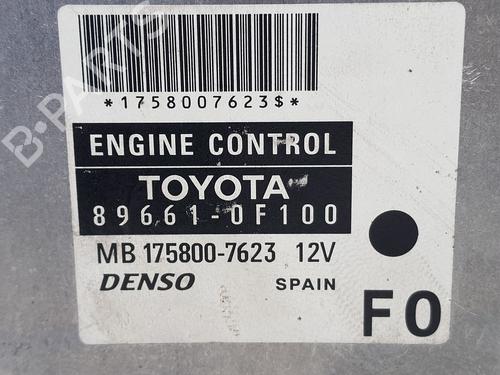 B-PARTS
*1758007623$*
ENGINE CONTROL
TOYOTA
89661-0F100
MB 175800-7623 12V
DENSO SPAIN
F0